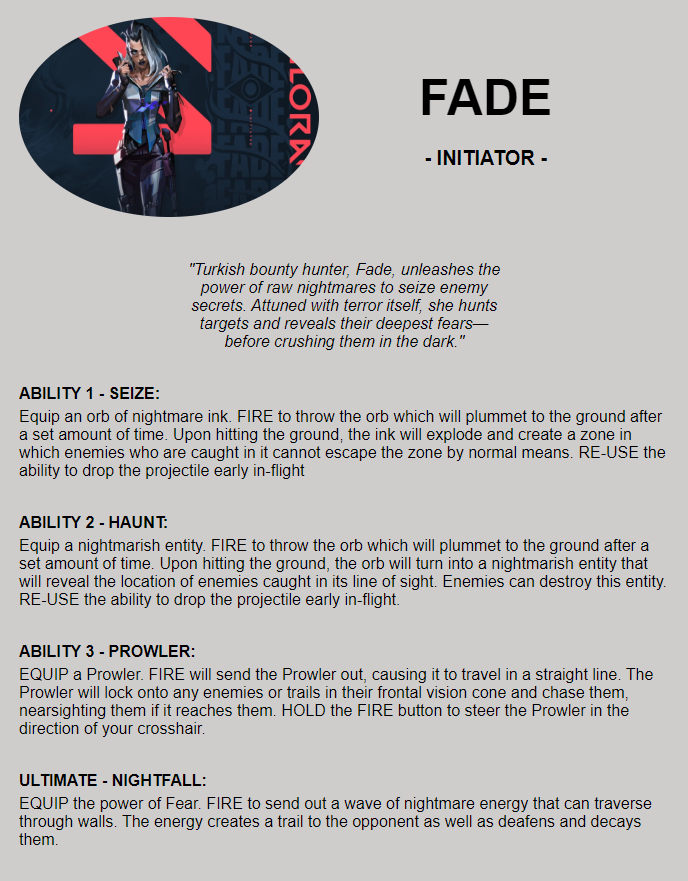 LORA
FADE
- INITIATOR -
"Turkish bounty hunter, Fade, unleashes the
power of raw nightmares to seize enemy
secrets. Attuned with terror itself, she hunts
targets and reveals their deepest fears—
before crushing them in the dark."
ABILITY 1 - SEIZE:
Equip an orb of nightmare ink. FIRE to throw the orb which will plummet to the ground after
a set amount of time. Upon hitting the ground, the ink will explode and create a zone in
which enemies who are caught in it cannot escape the zone by normal means. RE-USE the
ability to drop the projectile early in-flight
ABILITY 2 - HAUNT:
Equip a nightmarish entity. FIRE to throw the orb which will plummet to the ground after a
set amount of time. Upon hitting the ground, the orb will turn into a nightmarish entity that
will reveal the location of enemies caught in its line of sight. Enemies can destroy this entity.
RE-USE the ability to drop the projectile early in-flight.
ABILITY 3 - PROWLER:
EQUIP a Prowler. FIRE will send the Prowler out, causing it to travel in a straight line. The
Prowler will lock onto any enemies or trails in their frontal vision cone and chase them,
nearsighting them if it reaches them. HOLD the FIRE button to steer the Prowler in the
direction of your crosshair.
ULTIMATE - NIGHTFALL:
EQUIP the power of Fear. FIRE to send out a wave of nightmare energy that can traverse
through walls. The energy creates a trail to the opponent as well as deafens and decays
them.